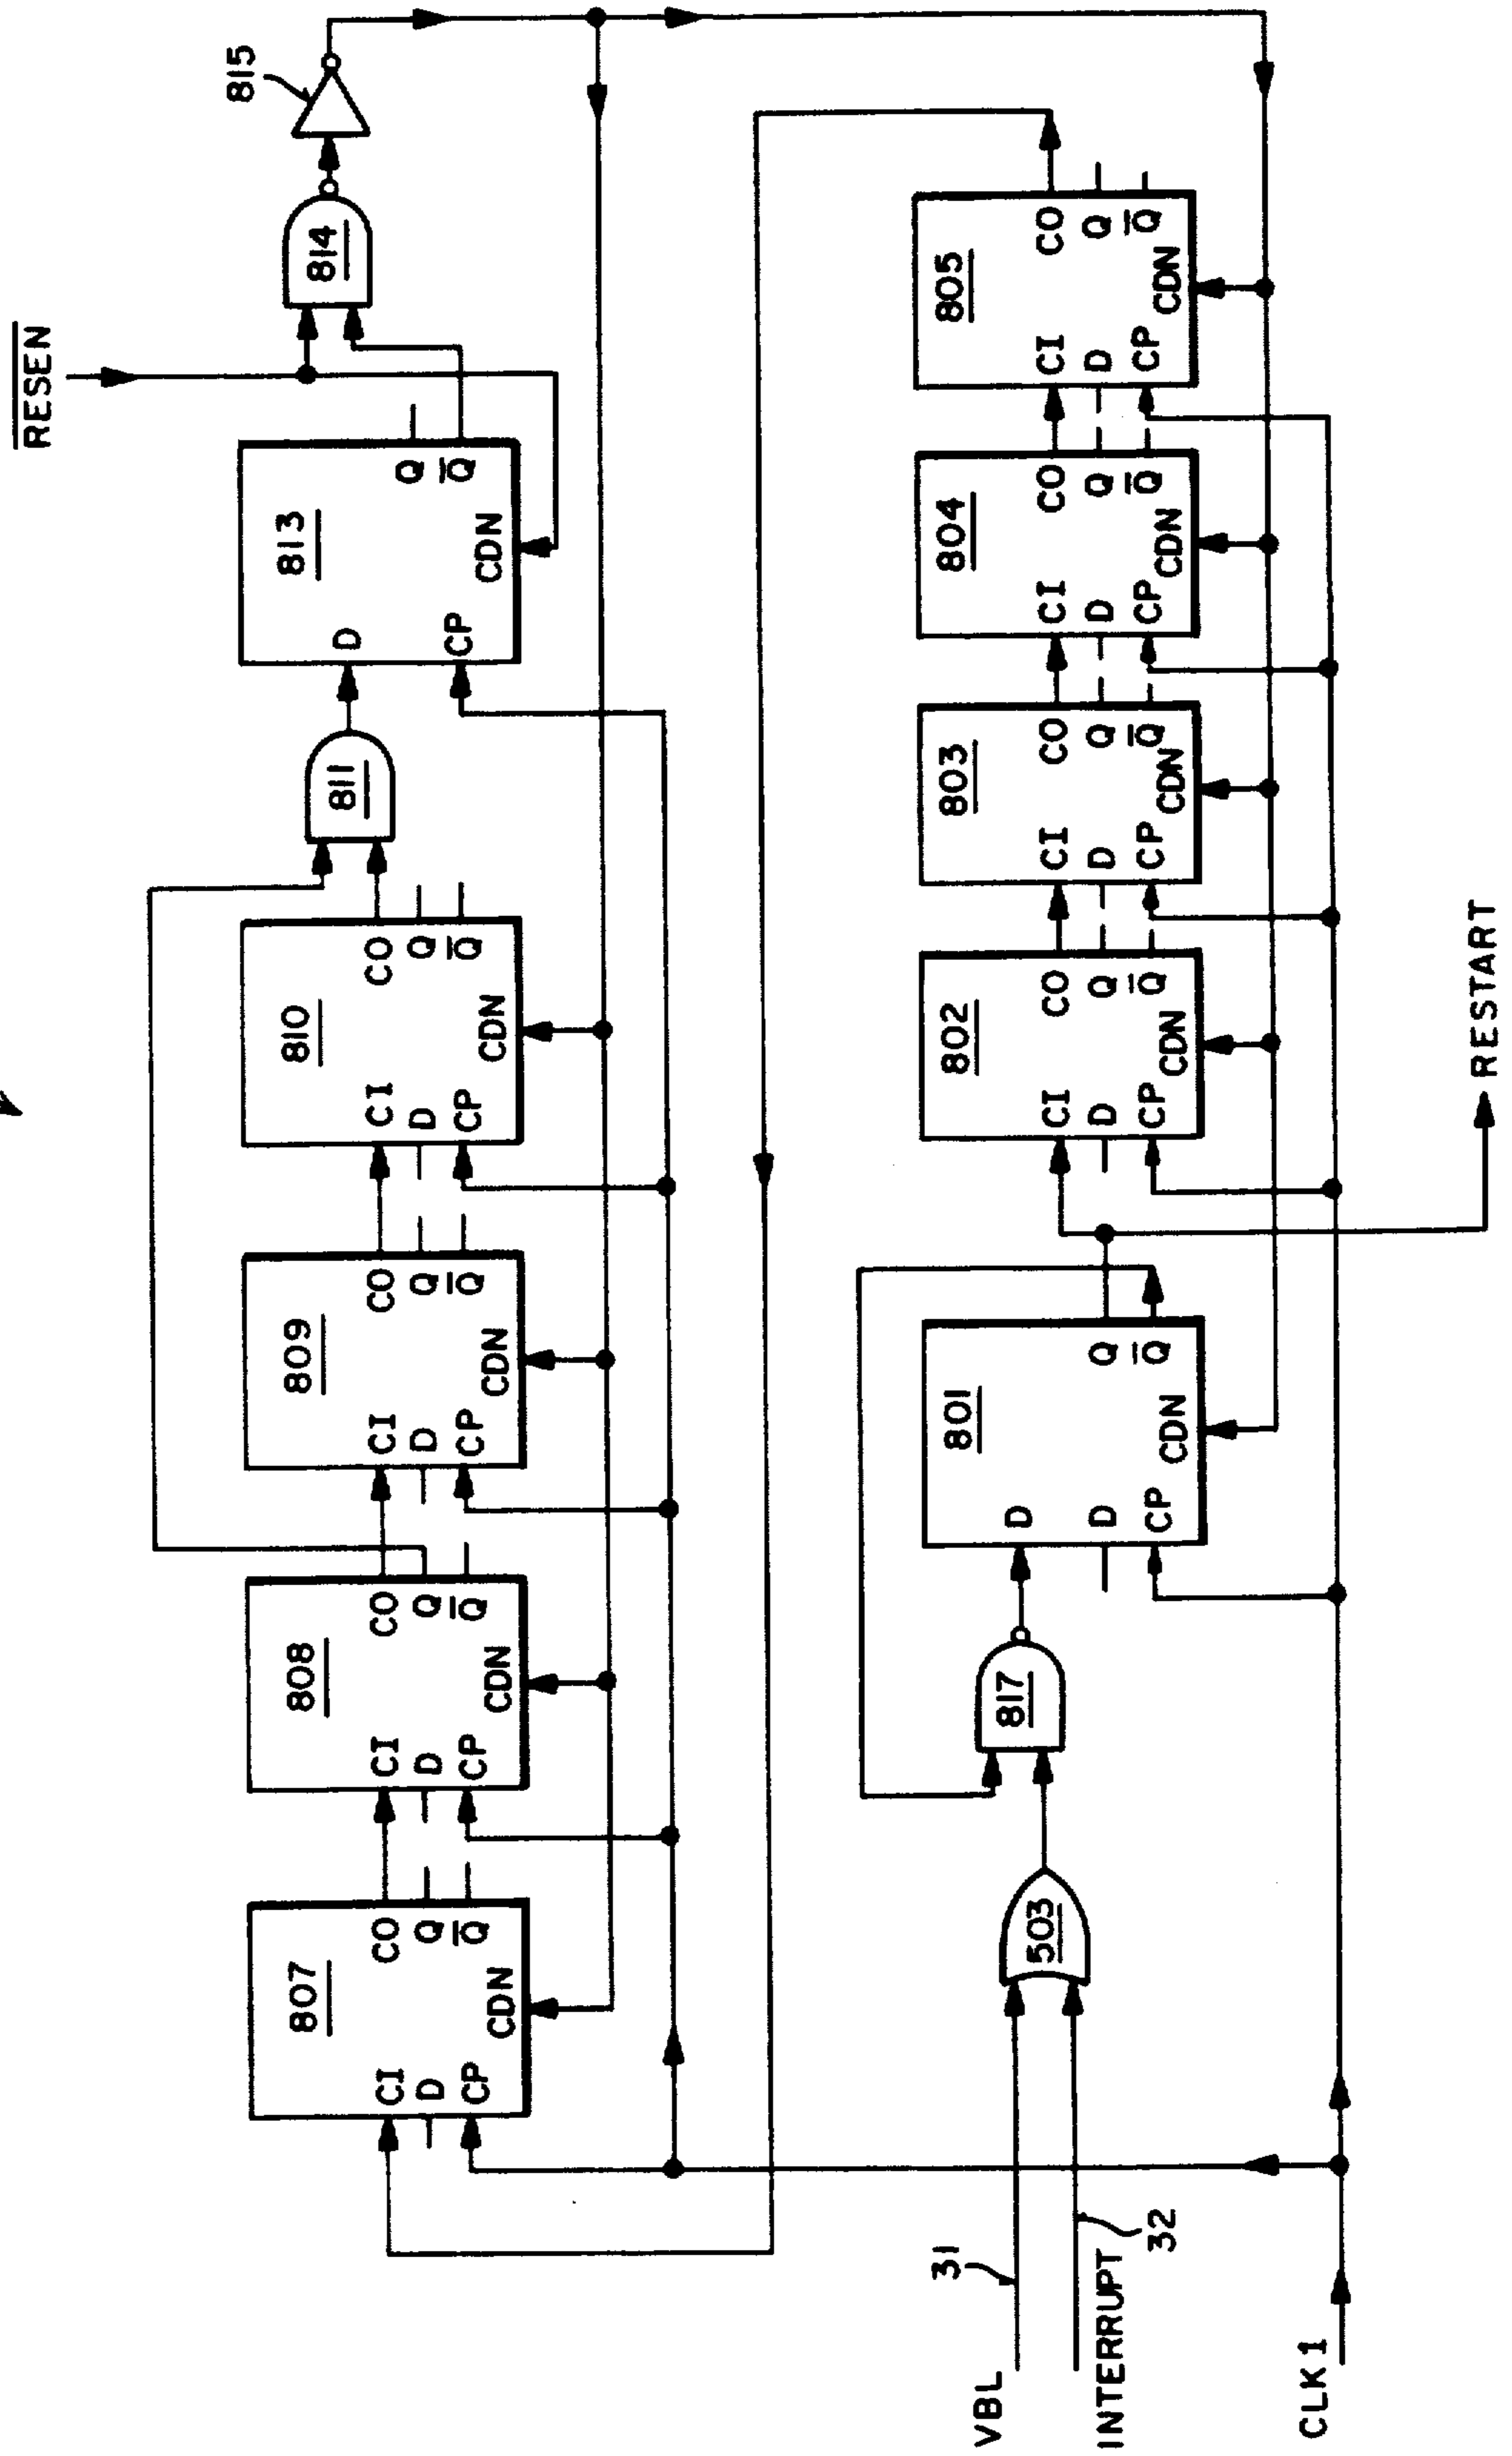 R̅E̅S̅E̅N̅
807
CI
D
CP
CO
Q
Q̅
CDN
808
CI
D
CP
CO
Q
Q̅
CDN
809
CI
D
CP
CO
Q
Q̅
CDN
810
CI
D
CP
CO
Q
Q̅
CDN
811
813
D
CP
Q
Q̅
CDN
814
815
VBL
31
INTERRUPT
32
503
817
801
D
D
CP
Q
Q̅
CDN
802
CI
D
CP
CO
Q
Q̅
CDN
803
CI
D
CP
CO
Q
Q̅
CDN
804
CI
D
CP
CO
Q
Q̅
CDN
805
CI
D
CP
CO
Q
Q̅
CDN
CLK 1
RESTART